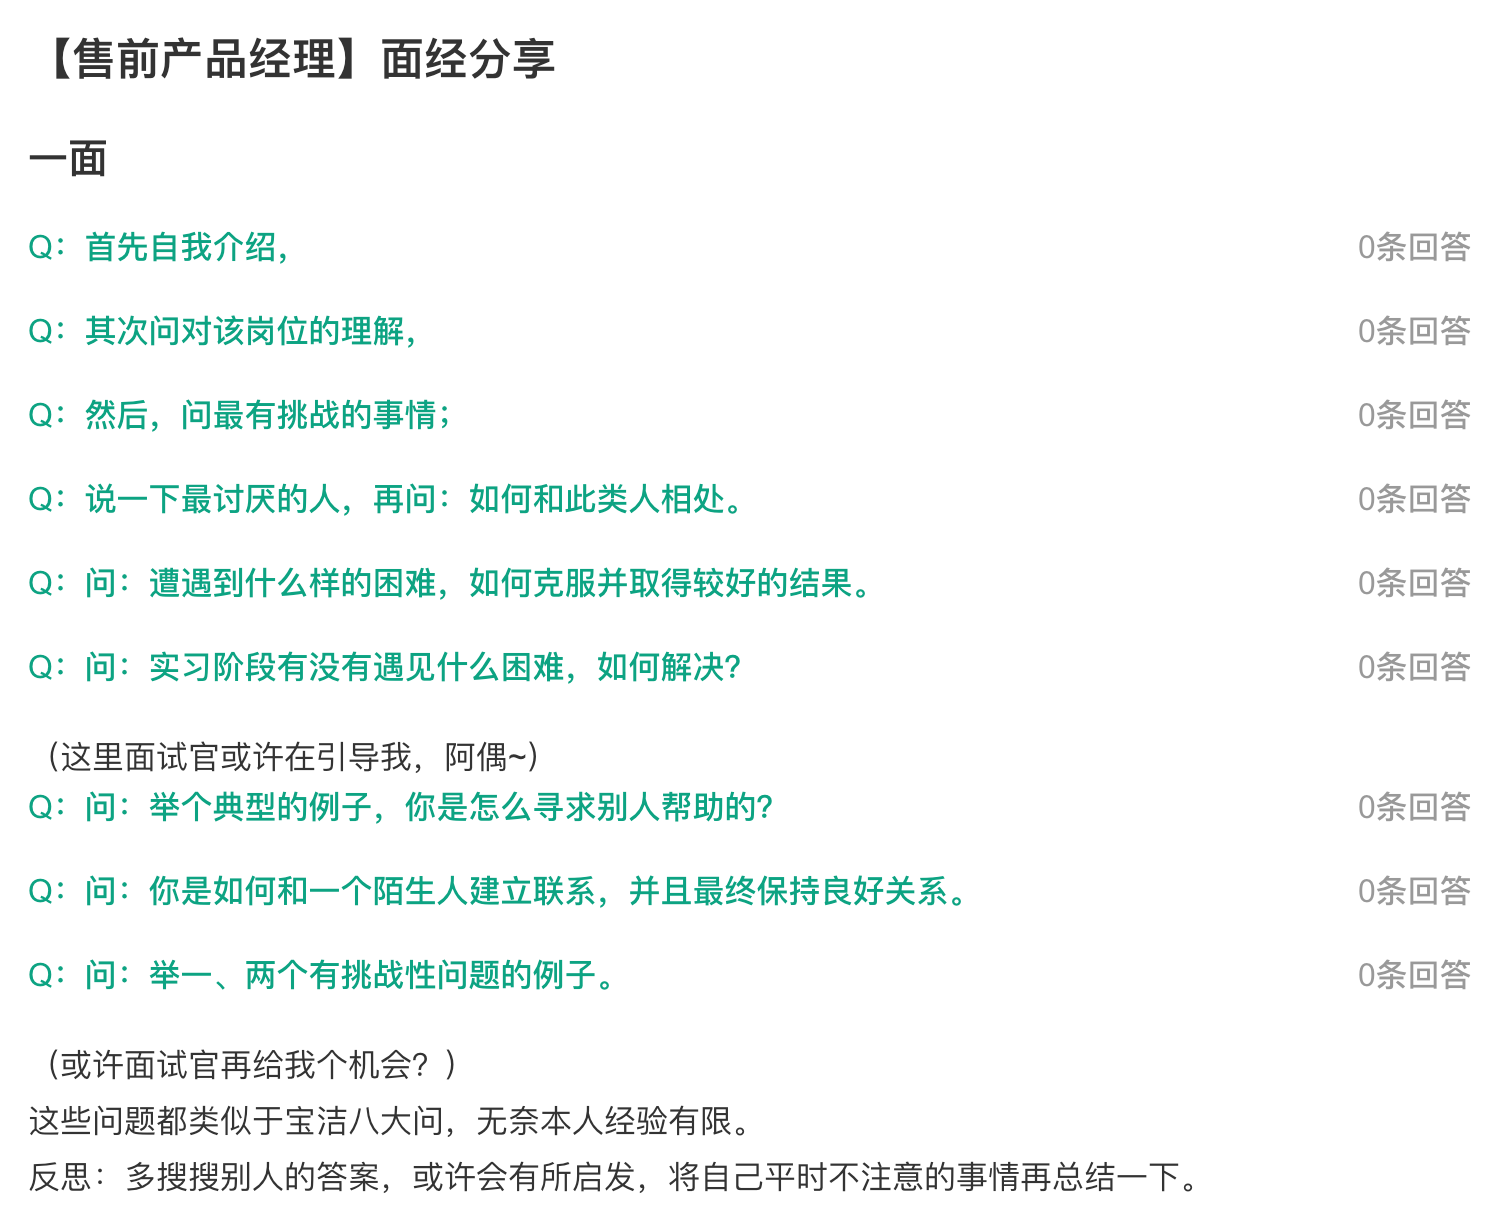 【售前产品经理】面经分享
一面
Q：首先自我介绍， 0条回答
Q：其次问对该岗位的理解， 0条回答
Q：然后，问最有挑战的事情； 0条回答
Q：说一下最讨厌的人，再问：如何和此类人相处。 0条回答
Q：问：遭遇到什么样的困难，如何克服并取得较好的结果。 0条回答
Q：问：实习阶段有没有遇见什么困难，如何解决? 0条回答
（这里面试官或许在引导我，阿偶~）
Q：问：举个典型的例子，你是怎么寻求别人帮助的? 0条回答
Q：问：你是如何和一个陌生人建立联系，并且最终保持良好关系。 0条回答
Q：问：举一、两个有挑战性问题的例子。 0条回答
（或许面试官再给我个机会？）
这些问题都类似于宝洁八大问，无奈本人经验有限。
反思：多搜搜别人的答案，或许会有所启发，将自己平时不注意的事情再总结一下。